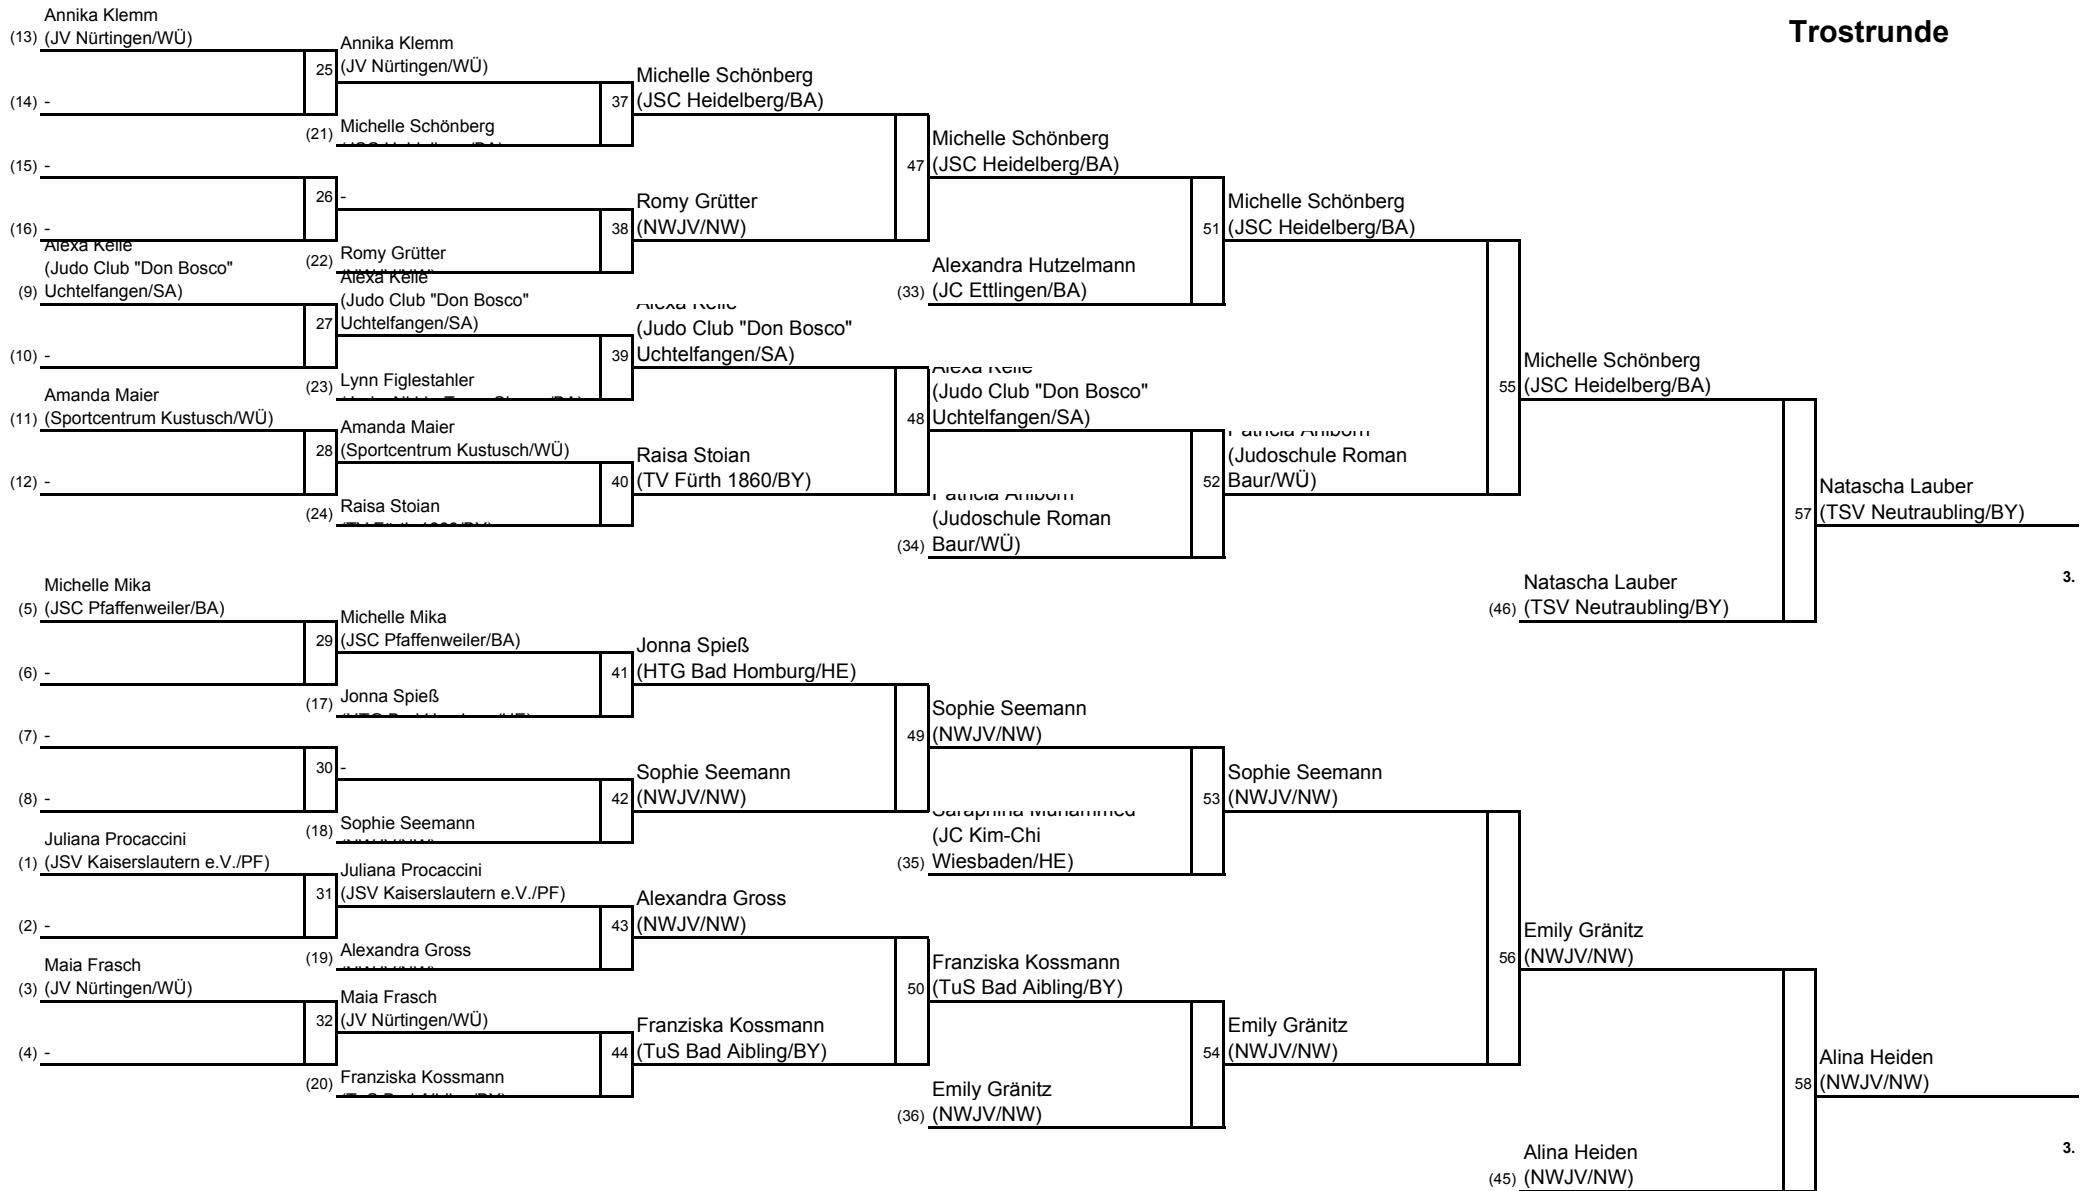 Trostrunde
Annika Klemm
(13) (JV Nürtingen/WÜ)
(14) -
(15) -
(16) -
(Judo Club "Don Bosco"
(9) Uchtelfangen/SA)
(10) -
Amanda Maier
(11) (Sportcentrum Kustusch/WÜ)
(12) -
Michelle Mika
(5) (JSC Pfaffenweiler/BA)
(6) -
(7) -
(8) -
Juliana Procaccini
(1) (JSV Kaiserslautern e.V./PF)
(2) -
Maia Frasch
(3) (JV Nürtingen/WÜ)
(4) -
Annika Klemm
25 (JV Nürtingen/WÜ)
(21) Michelle Schönberg
26 -
(22) Romy Grütter
Alexa Kelle
(Judo Club "Don Bosco"
27 Uchtelfangen/SA)
(23) Lynn Figlestahler
Amanda Maier
28 (Sportcentrum Kustusch/WÜ)
(24) Raisa Stoian
Michelle Mika
29 (JSC Pfaffenweiler/BA)
(17) Jonna Spieß
30 -
(18) Sophie Seemann
Juliana Procaccini
31 (JSV Kaiserslautern e.V./PF)
(19) Alexandra Gross
Maia Frasch
32 (JV Nürtingen/WÜ)
(20) Franziska Kossmann
Michelle Schönberg
37 (JSC Heidelberg/BA)
Romy Grütter
38 (NWJV/NW)
(Judo Club "Don Bosco"
39 Uchtelfangen/SA)
Raisa Stoian
40 (TV Fürth 1860/BY)
Jonna Spieß
41 (HTG Bad Homburg/HE)
Sophie Seemann
42 (NWJV/NW)
Alexandra Gross
43 (NWJV/NW)
Franziska Kossmann
44 (TuS Bad Aibling/BY)
Michelle Schönberg
47 (JSC Heidelberg/BA)
Alexandra Hutzelmann
(33) (JC Ettlingen/BA)
(Judo Club "Don Bosco"
48 Uchtelfangen/SA)
(Judoschule Roman
(34) Baur/WÜ)
Sophie Seemann
49 (NWJV/NW)
(JC Kim-Chi
(35) Wiesbaden/HE)
Franziska Kossmann
50 (TuS Bad Aibling/BY)
Emily Gränitz
(36) (NWJV/NW)
Michelle Schönberg
51 (JSC Heidelberg/BA)
(Judoschule Roman
52 Baur/WÜ)
Sophie Seemann
53 (NWJV/NW)
Emily Gränitz
54 (NWJV/NW)
Michelle Schönberg
55 (JSC Heidelberg/BA)
Natascha Lauber
(46) (TSV Neutraubling/BY)
Emily Gränitz
56 (NWJV/NW)
Alina Heiden
(45) (NWJV/NW)
Natascha Lauber
57 (TSV Neutraubling/BY)
3.
Alina Heiden
58 (NWJV/NW)
3.